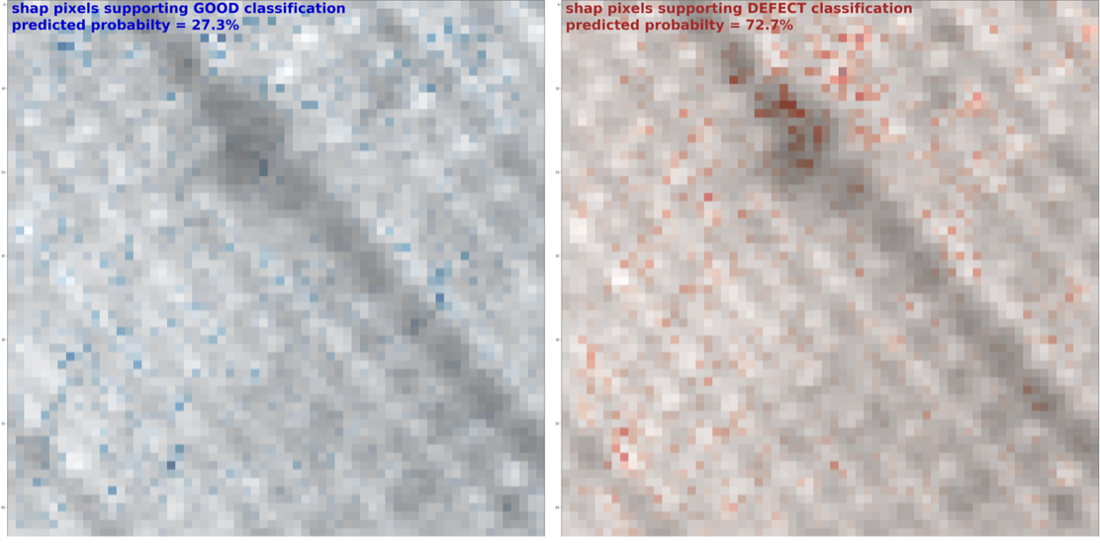 shap pixels supporting GOOD classification
predicted probabilty = 27.3%
shap pixels supporting DEFECT classification
predicted probabilty = 72.7%